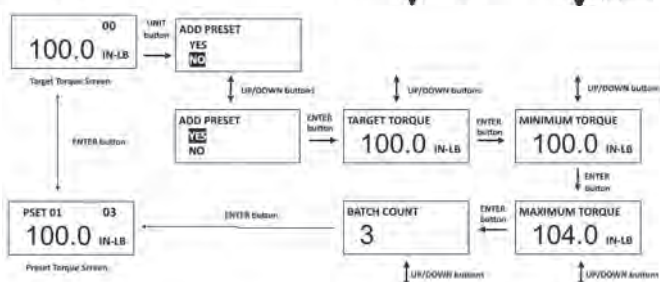 00
100.0 IN-LB
Target Torque Screen
UNIT
button
ADD PRESET
YES
NO
UP/DOWN buttons
ENTER button
ADD PRESET
YES
NO
ENTER
button
UP/DOWN buttons
TARGET TORQUE
100.0 IN-LB
ENTER
button
UP/DOWN buttons
MINIMUM TORQUE
100.0 IN-LB
ENTER
button
PSET 01 03
100.0 IN-LB
Preset Torque Screen
ENTER button
BATCH COUNT
3
UP/DOWN buttons
ENTER
button
MAXIMUM TORQUE
104.0 IN-LB
UP/DOWN buttons